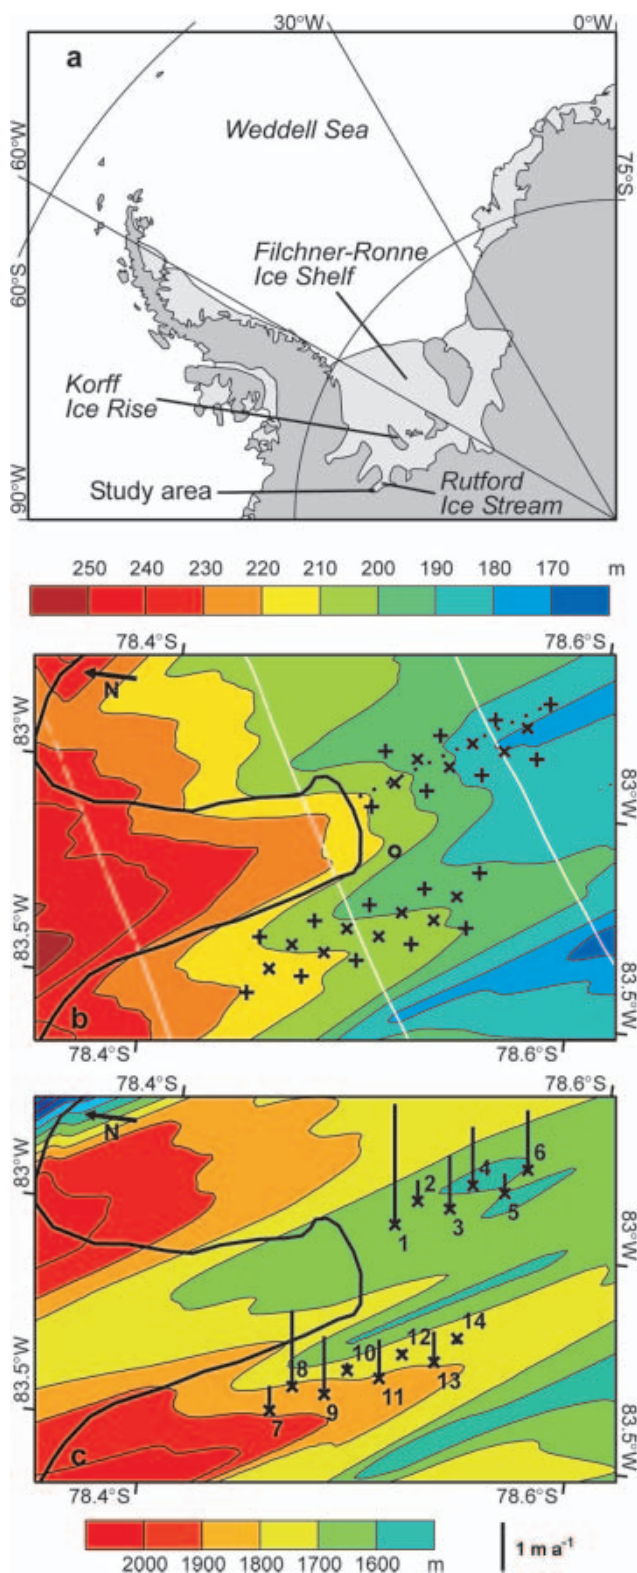 30°W
0°W
a
Weddell Sea
60°W
75°S
Filchner-Ronne
Ice Shelf
60°S
Korff
Ice Rise
90°W
Study area
Rutford
Ice Stream
250 240 230 220 210 200 190 180 170 m
78.4°S 78.6°S
N
83°W
83°W
o
83.5°W
83.5°W
b
78.4°S 78.6°S
78.4°S 78.6°S
N
6
4
2
5
3
1
83°W
83°W
14
12
10
8
13
11
9
7
83.5°W
83.5°W
c
78.4°S 78.6°S
2000 1900 1800 1700 1600 m
1 m a⁻¹